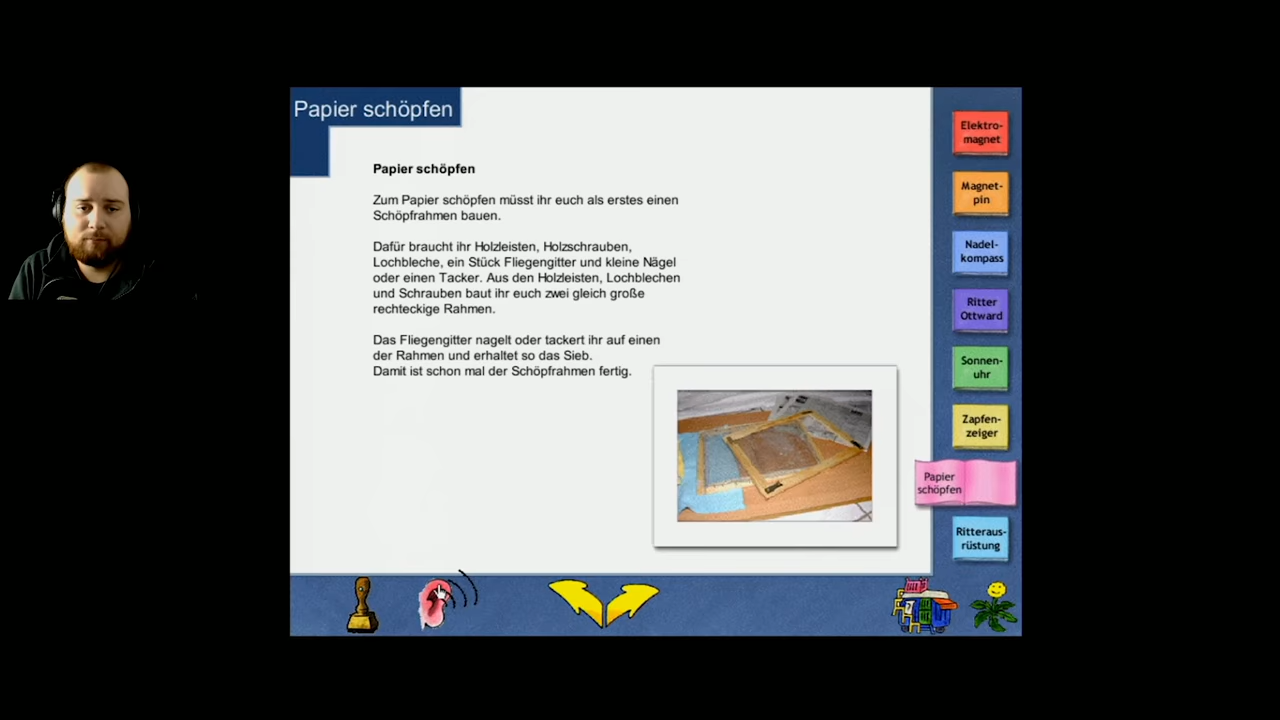 Papier schöpfen
Papier schöpfen
Zum Papier schöpfen müsst ihr euch als erstes einen
Schöpfrahmen bauen.
Dafür braucht ihr Holzleisten, Holzschrauben,
Lochbleche, ein Stück Fliegengitter und kleine Nägel
oder einen Tacker. Aus den Holzleisten, Lochblechen
und Schrauben baut ihr euch zwei gleich große
rechteckige Rahmen.
Das Fliegengitter nagelt oder tackert ihr auf einen
der Rahmen und erhaltet so das Sieb.
Damit ist schon mal der Schöpfrahmen fertig.
Elektro-
magnet
Magnet-
pin
Nadel-
kompass
Ritter
Ottward
Sonnen-
uhr
Zapfen-
zeiger
Papier
schöpfen
Ritteraus-
rüstung